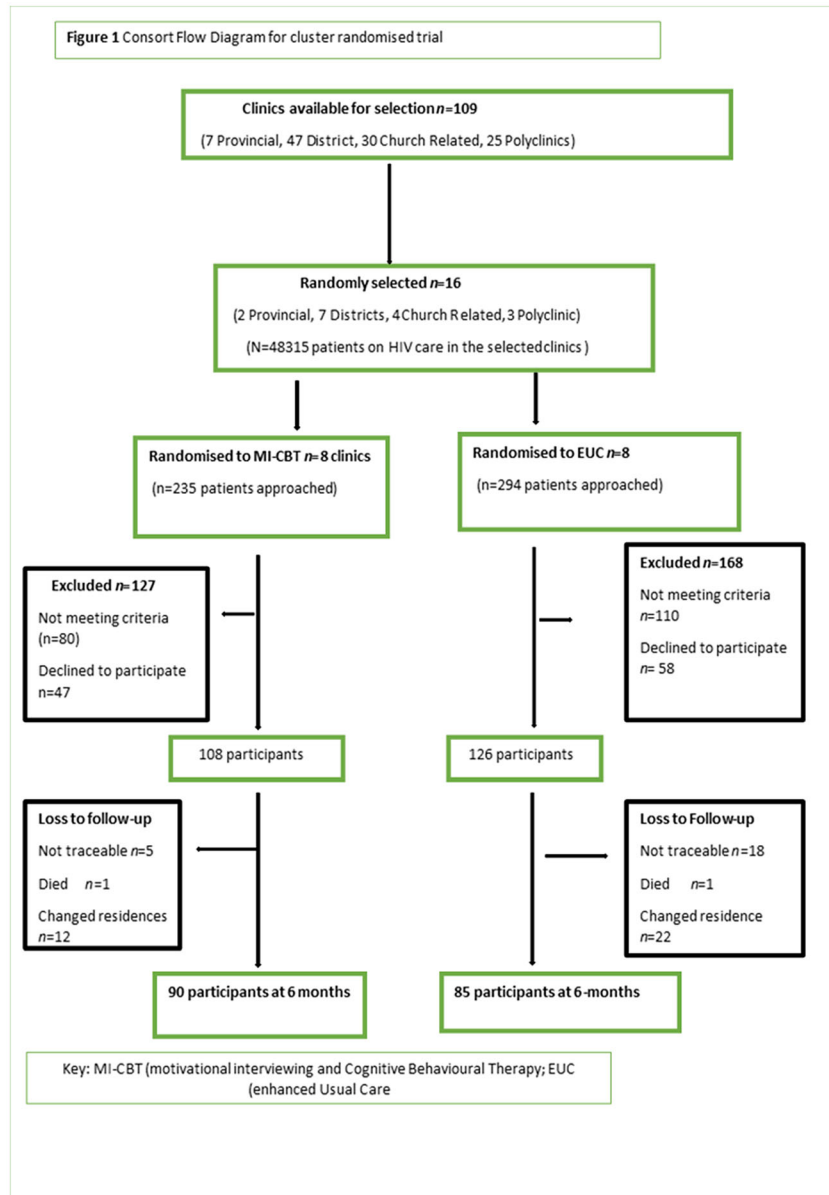 Figure 1 Consort Flow Diagram for cluster randomised trial
Clinics available for selection n=109
(7 Provincial, 47 District, 30 Church Related, 25 Polyclinics)
Randomly selected n=16
(2 Provincial, 7 Districts, 4 Church Related, 3 Polyclinic)
(N=48315 patients on HIV care in the selected clinics )
Randomised to MI-CBT n=8 clinics
(n=235 patients approached)
Randomised to EUC n=8
(n=294 patients approached)
Excluded n=127
Not meeting criteria
(n=80)
Declined to participate
n=47
Excluded n=168
Not meeting criteria
n=110
Declined to participate
n= 58
108 participants
126 participants
Loss to follow-up
Not traceable n=5
Died n=1
Changed residences
n=12
Loss to Follow-up
Not traceable n=18
Died n=1
Changed residence
n=22
90 participants at 6 months
85 participants at 6-months
Key: MI-CBT (motivational interviewing and Cognitive Behavioural Therapy; EUC
(enhanced Usual Care